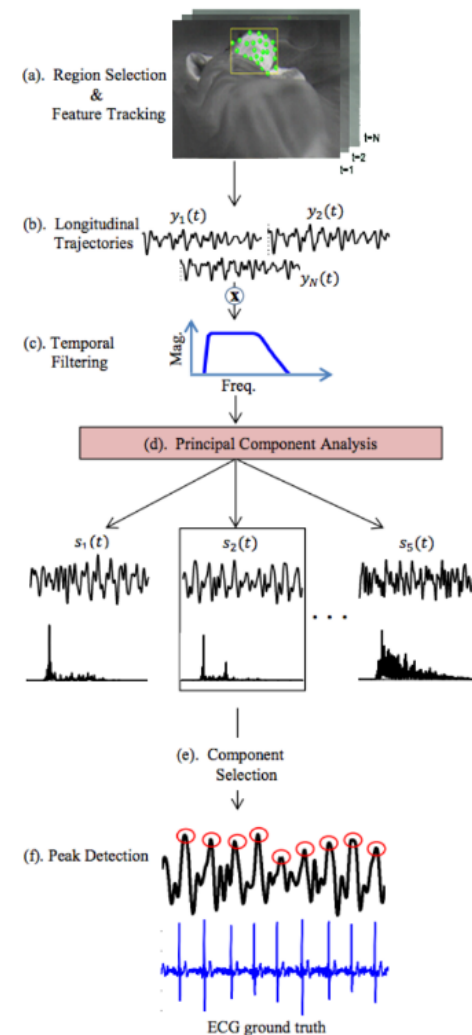 (a). Region Selection
&
Feature Tracking
t=N
t=2
t=1
(b). Longitudinal
Trajectories
y₁(t)
y₂(t)
y_N(t)
x
(c). Temporal
Filtering
Mag.
Freq.
(d). Principal Component Analysis
s₁(t)
s₂(t)
s₅(t)
. . .
(e). Component
Selection
(f). Peak Detection
ECG ground truth